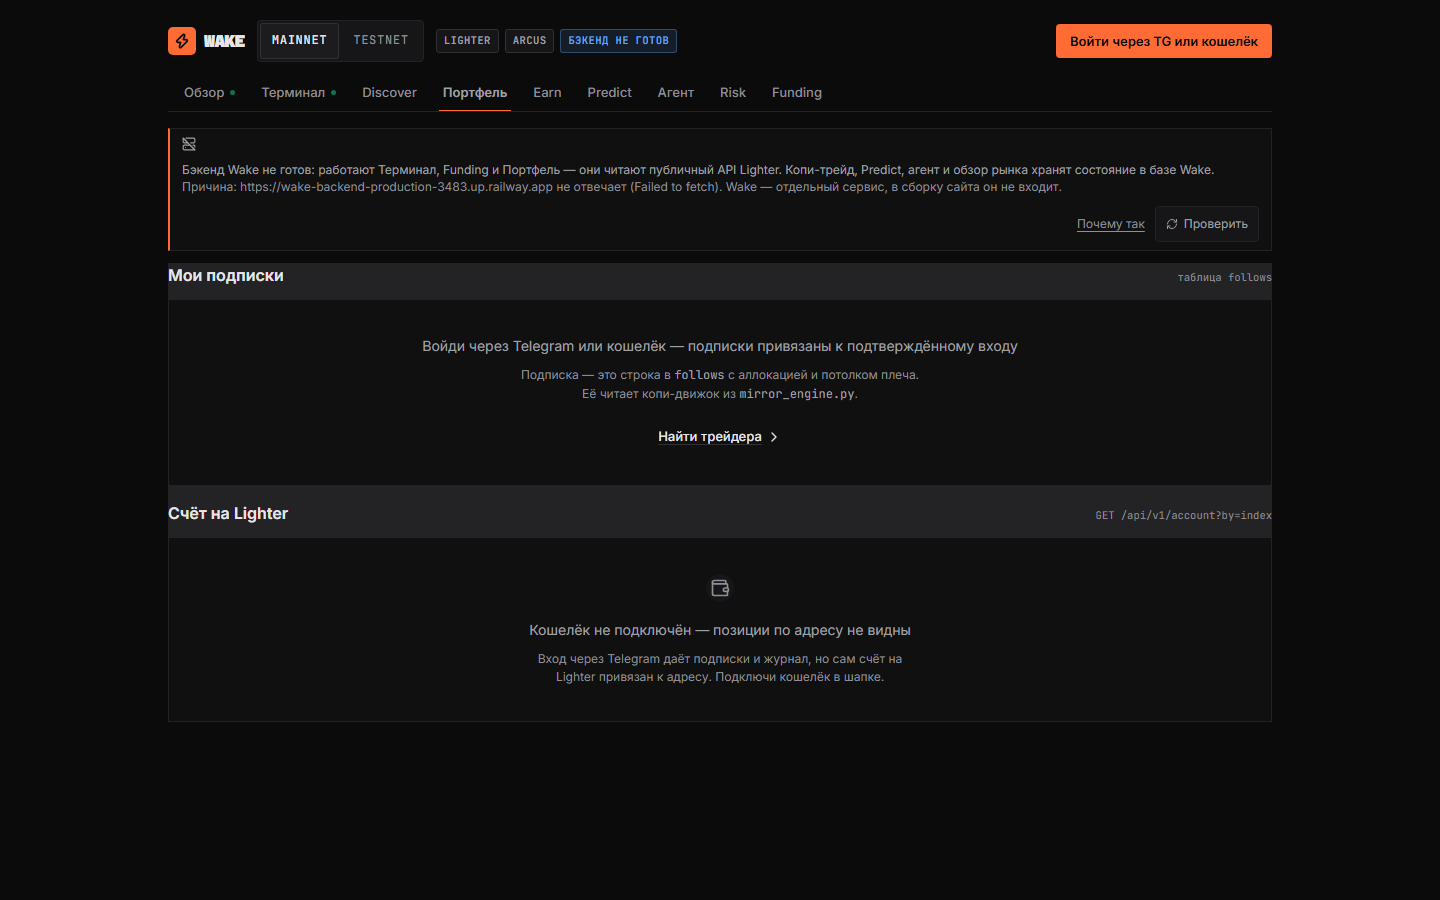 WAKE MAINNET TESTNET LIGHTER ARCUS БЭКЕНД НЕ ГОТОВ Войти через TG или кошелёк
Обзор Терминал Discover Портфель Earn Predict Агент Risk Funding
Бэкенд Wake не готов: работают Терминал, Funding и Портфель — они читают публичный API Lighter. Копи-трейд, Predict, агент и обзор рынка хранят состояние в базе Wake.
Причина: https://wake-backend-production-3483.up.railway.app не отвечает (Failed to fetch). Wake — отдельный сервис, в сборку сайта он не входит.
Почему так Проверить
Мои подписки таблица follows
Войди через Telegram или кошелёк — подписки привязаны к подтверждённому входу
Подписка — это строка в follows с аллокацией и потолком плеча.
Её читает копи-движок из mirror_engine.py.
Найти трейдера
Счёт на Lighter GET /api/v1/account?by=index
Кошелёк не подключён — позиции по адресу не видны
Вход через Telegram даёт подписки и журнал, но сам счёт на
Lighter привязан к адресу. Подключи кошелёк в шапке.